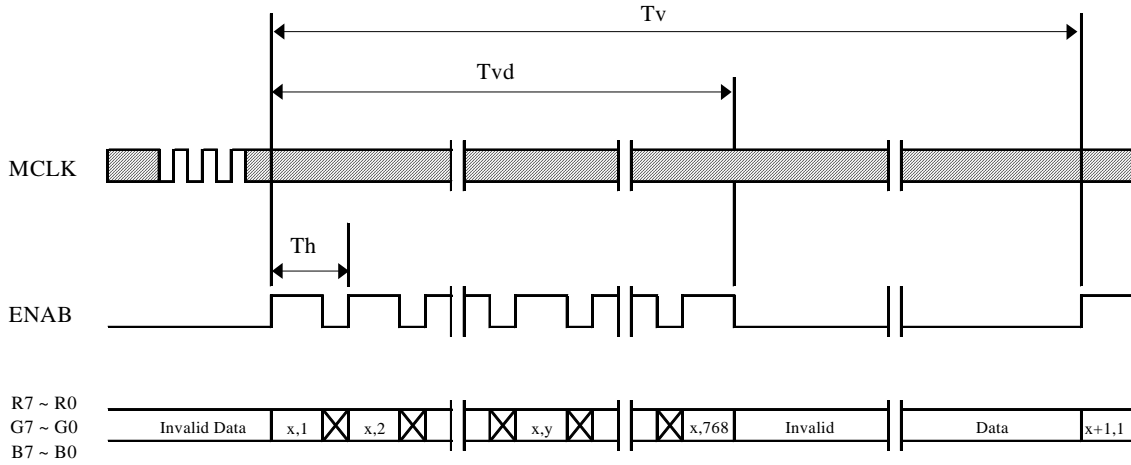 Tv
Tvd
MCLK
Th
ENAB
R7 ~ R0
G7 ~ G0
B7 ~ B0
Invalid Data
x,1
x,2
x,y
x,768
Invalid
Data
x+1,1